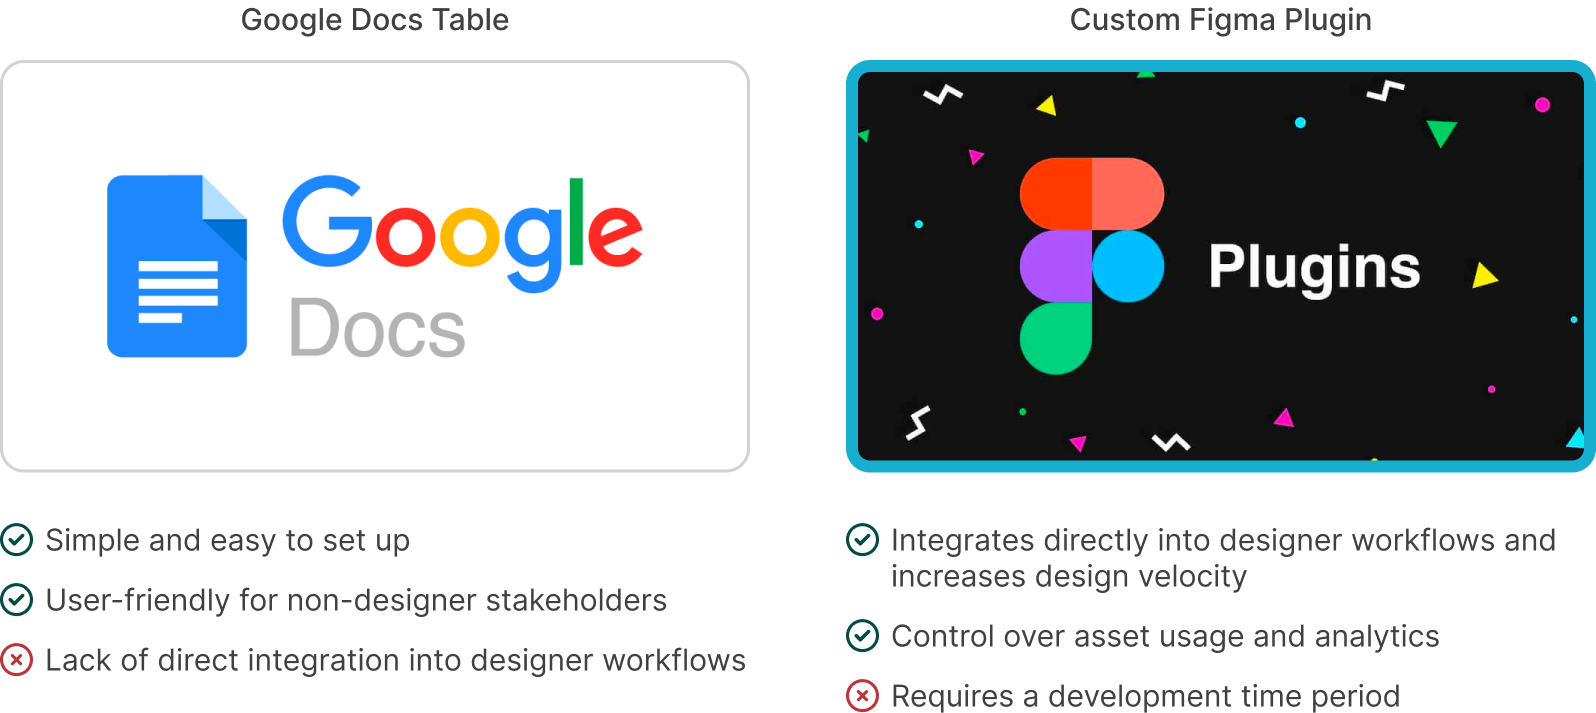 Google Docs Table
Google
Docs
Simple and easy to set up
User-friendly for non-designer stakeholders
Lack of direct integration into designer workflows
Custom Figma Plugin
Plugins
Integrates directly into designer workflows and
increases design velocity
Control over asset usage and analytics
Requires a development time period